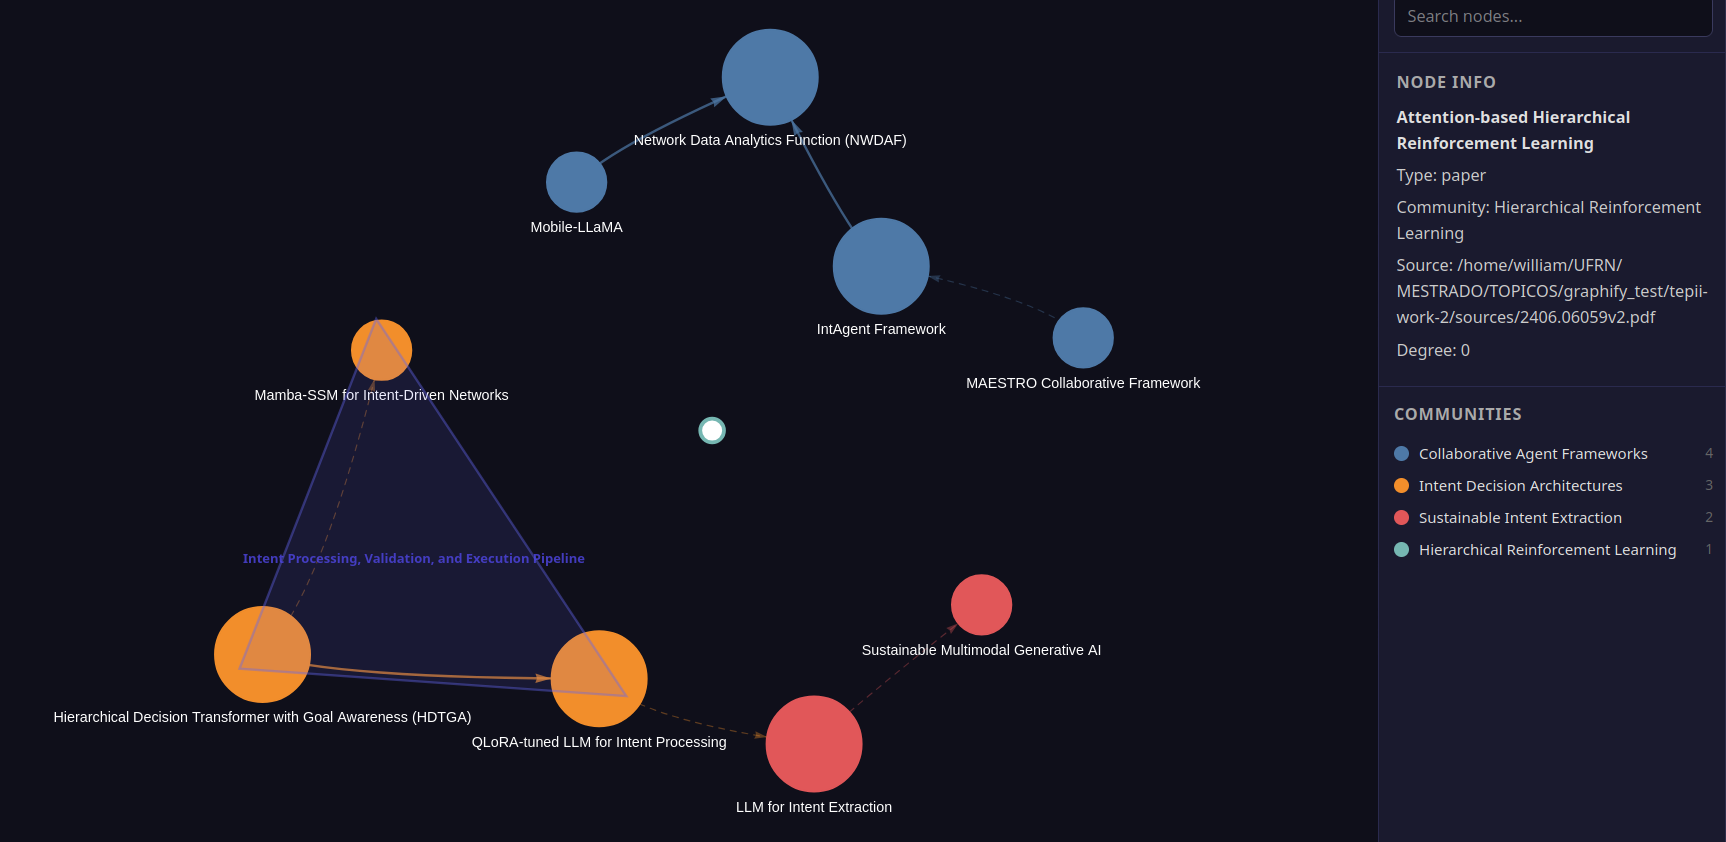 Network Data Analytics Function (NWDAF)
Mobile-LLaMA
IntAgent Framework
MAESTRO Collaborative Framework
Mamba-SSM for Intent-Driven Networks
Intent Processing, Validation, and Execution Pipeline
Sustainable Multimodal Generative AI
Hierarchical Decision Transformer with Goal Awareness (HDTGA)
QLoRA-tuned LLM for Intent Processing
LLM for Intent Extraction
Search nodes...
NODE INFO
Attention-based Hierarchical
Reinforcement Learning
Type: paper
Community: Hierarchical Reinforcement
Learning
Source: /home/william/UFRN/
MESTRADO/TOPICOS/graphify_test/tepii-
work-2/sources/2406.06059v2.pdf
Degree: 0
COMMUNITIES
Collaborative Agent Frameworks 4
Intent Decision Architectures 3
Sustainable Intent Extraction 2
Hierarchical Reinforcement Learning 1